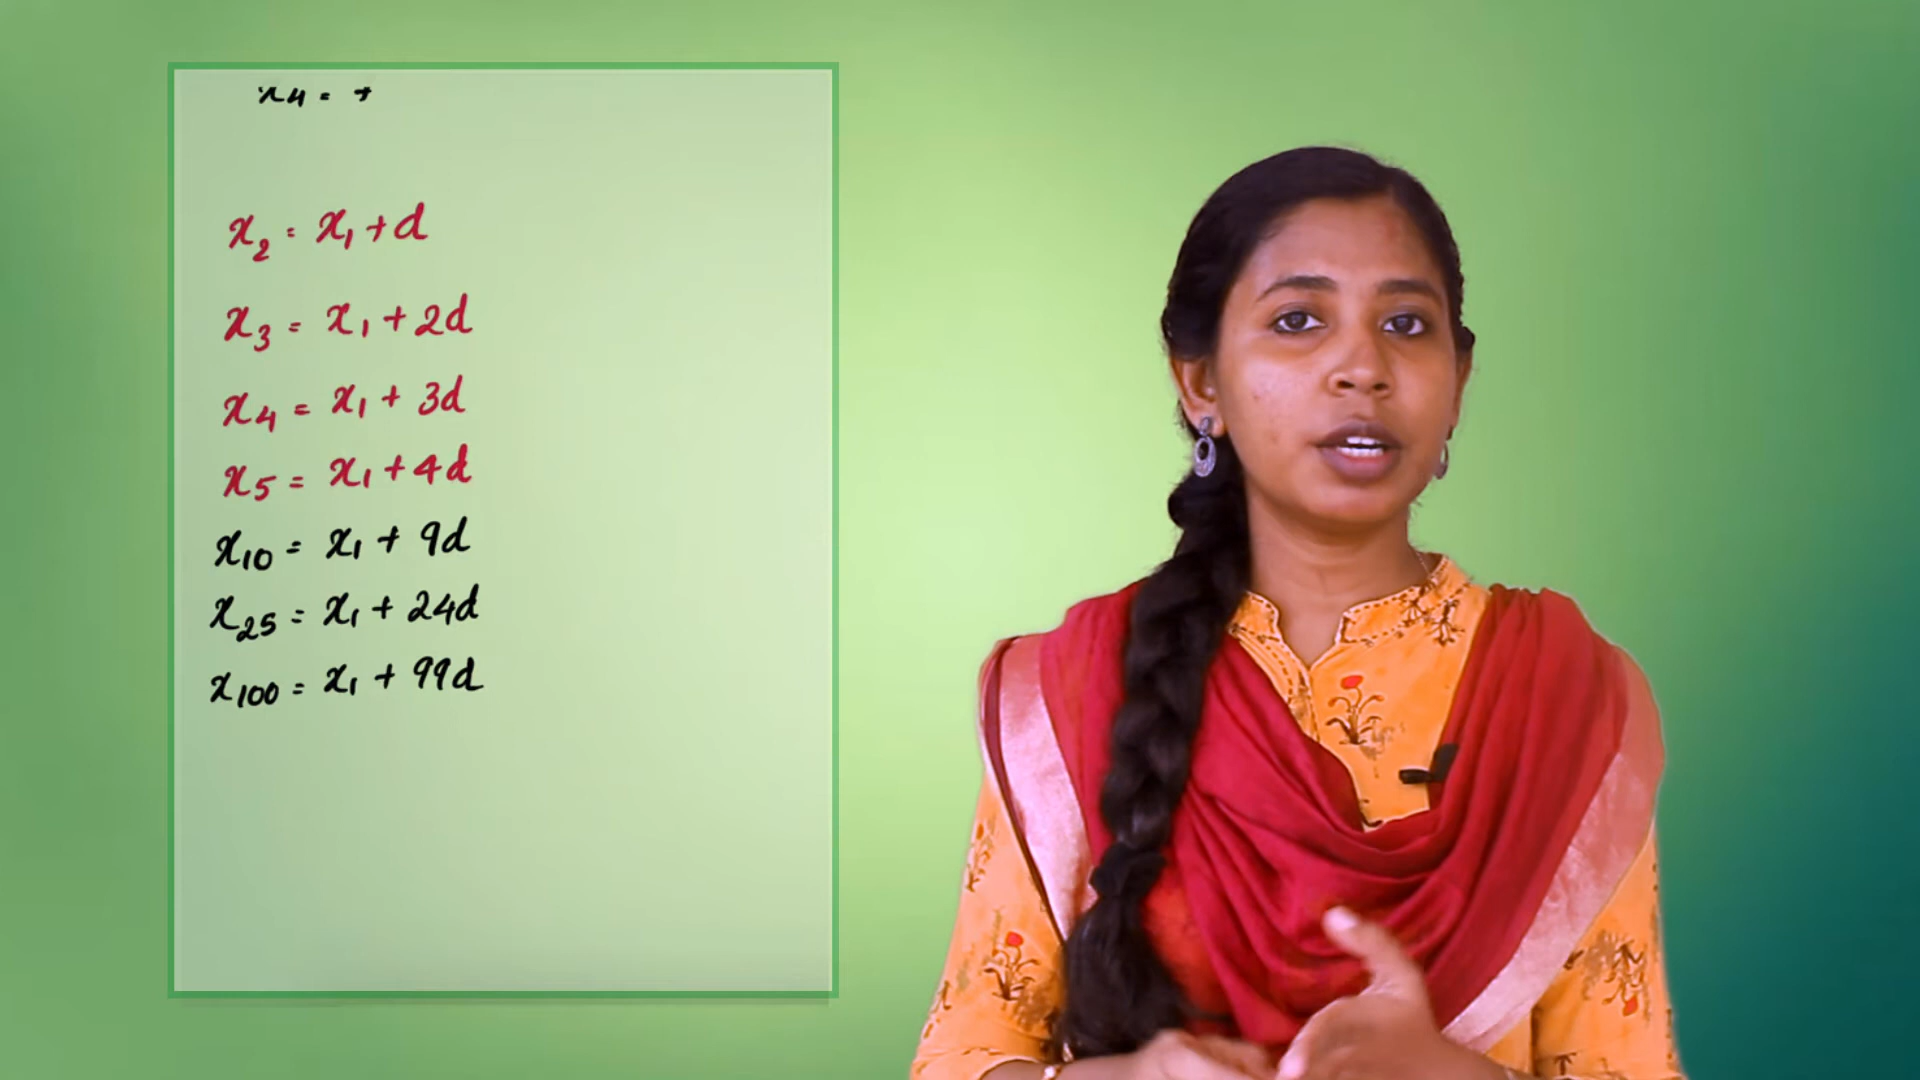 x4 = +
x₂ = x₁ + d
x₃ = x₁ + 2d
x₄ = x₁ + 3d
x₅ = x₁ + 4d
x₁₀ = x₁ + 9d
x₂₅ = x₁ + 24d
x₁₀₀ = x₁ + 99d